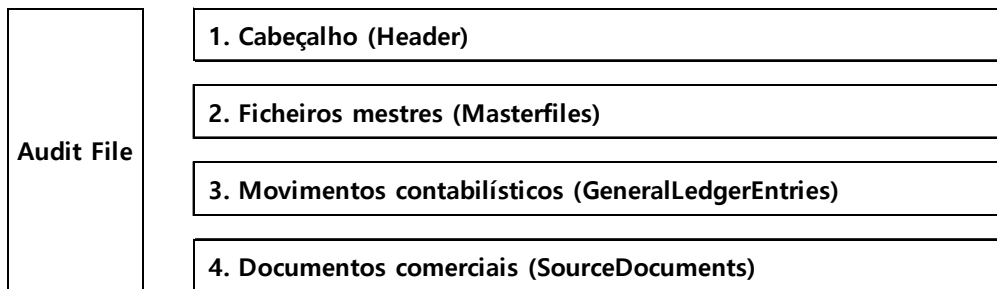 1. Cabeçalho (Header)
2. Ficheiros mestres (Masterfiles)
Audit File
3. Movimentos contabilísticos (GeneralLedgerEntries)
4. Documentos comerciais (SourceDocuments)